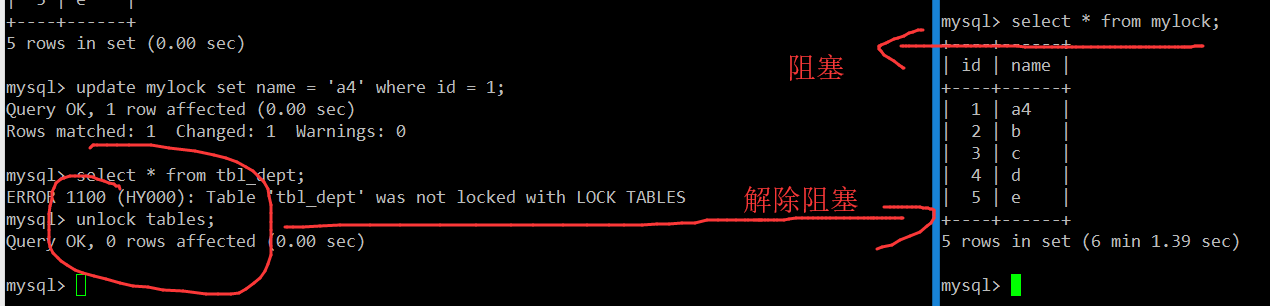 | 5 | e |
+----+------+
5 rows in set (0.00 sec)
mysql> update mylock set name = 'a4' where id = 1;
Query OK, 1 row affected (0.00 sec)
Rows matched: 1  Changed: 1  Warnings: 0
mysql> select * from tbl_dept;
ERROR 1100 (HY000): Table 'tbl_dept' was not locked with LOCK TABLES
mysql> unlock tables;
Query OK, 0 rows affected (0.00 sec)
mysql>
阻塞
解除阻塞
mysql> select * from mylock;
+----+------+
| id | name |
+----+------+
|  1 | a4   |
|  2 | b    |
|  3 | c    |
|  4 | d    |
|  5 | e    |
+----+------+
5 rows in set (6 min 1.39 sec)
mysql>